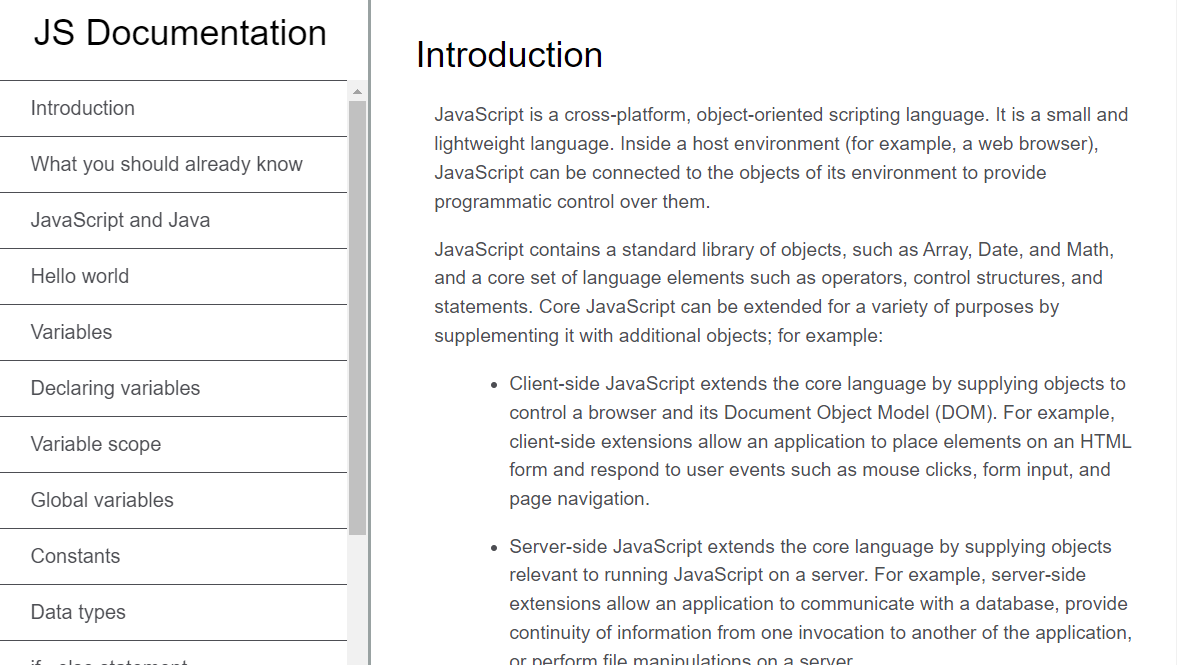 JS Documentation
Introduction
What you should already know
JavaScript and Java
Hello world
Variables
Declaring variables
Variable scope
Global variables
Constants
Data types
if...else statement
Introduction
JavaScript is a cross-platform, object-oriented scripting language. It is a small and
lightweight language. Inside a host environment (for example, a web browser),
JavaScript can be connected to the objects of its environment to provide
programmatic control over them.
JavaScript contains a standard library of objects, such as Array, Date, and Math,
and a core set of language elements such as operators, control structures, and
statements. Core JavaScript can be extended for a variety of purposes by
supplementing it with additional objects; for example:
• Client-side JavaScript extends the core language by supplying objects to
control a browser and its Document Object Model (DOM). For example,
client-side extensions allow an application to place elements on an HTML
form and respond to user events such as mouse clicks, form input, and
page navigation.
• Server-side JavaScript extends the core language by supplying objects
relevant to running JavaScript on a server. For example, server-side
extensions allow an application to communicate with a database, provide
continuity of information from one invocation to another of the application,
or perform file manipulations on a server.